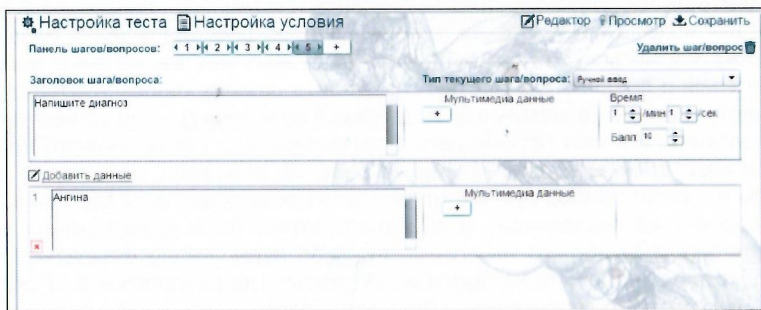 Настройка теста Настройка условия Редактор Просмотр Сохранить
Панель шагов/вопросов: 1 2 3 4 5 + Удалить шаг/вопрос
Заголовок шага/вопроса: Тип текущего шага/вопроса: Ручной ввод
Напишите диагноз Мультимедиа данные Время
+ 1 /мин 1 /сек
Балл 10
Добавить данные
1 Ангина Мультимедиа данные
+
x